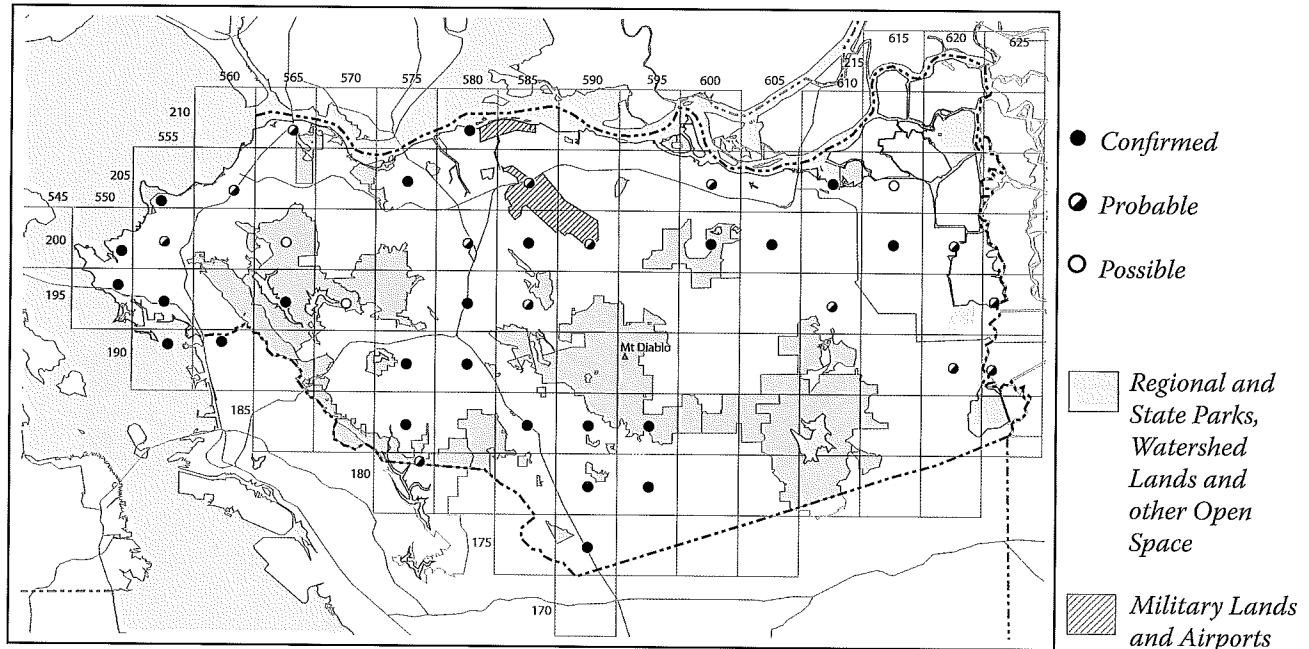 615 620 625
560 565 570 575 580 585 590 595 600 605 610 215
210
555
205
545 550
200
195
190
185
180
175
170
Mt Diablo
Confirmed
Probable
Possible
Regional and
State Parks,
Watershed
Lands and
other Open
Space
Military Lands
and Airports